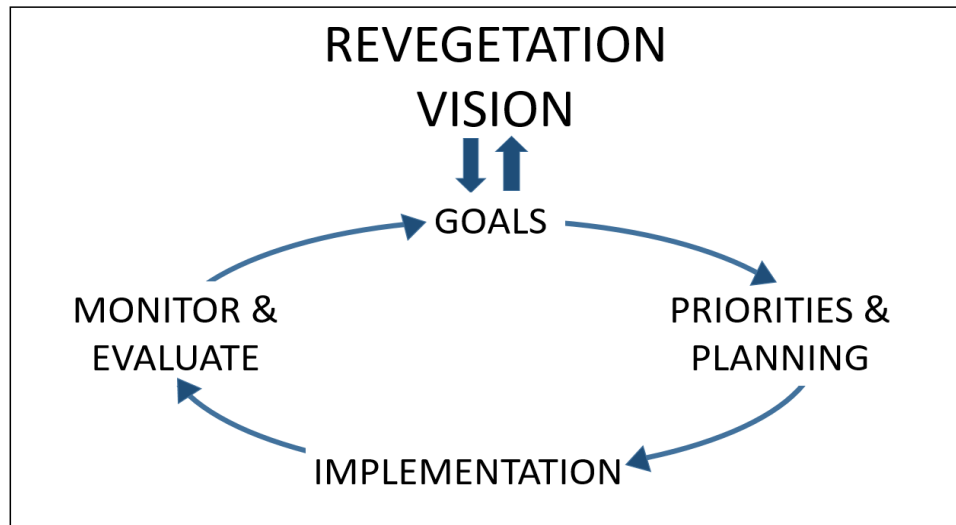 REVEGETATION
VISION
GOALS
MONITOR &
EVALUATE
PRIORITIES &
PLANNING
IMPLEMENTATION